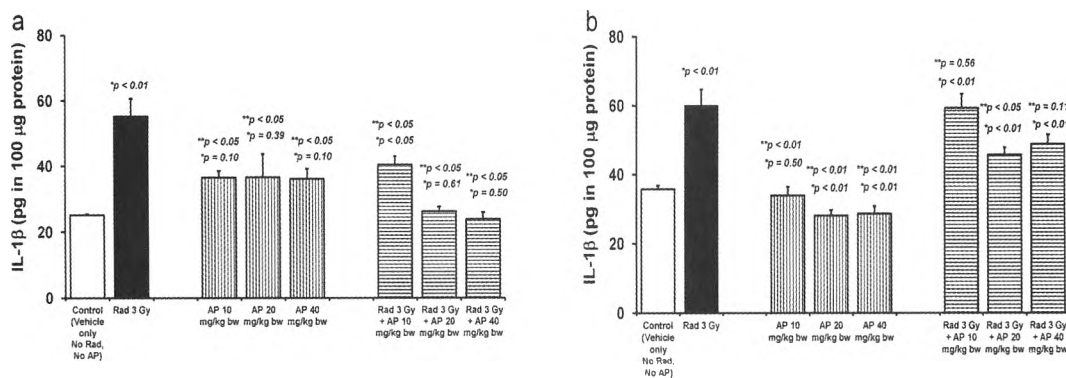 a
IL-1β (pg in 100 µg protein)
80
60
40
20
0
*p < 0.01
**p < 0.05
*p = 0.10
**p < 0.05
*p = 0.39
**p < 0.05
*p = 0.10
**p < 0.05
*p < 0.05
**p < 0.05
*p = 0.61
**p < 0.05
*p = 0.50
Control
(Vehicle
only
No Rad,
No AP)
Rad 3 Gy
AP 10
mg/kg bw
AP 20
mg/kg bw
AP 40
mg/kg bw
Rad 3 Gy
+ AP 10
mg/kg bw
Rad 3 Gy
+ AP 20
mg/kg bw
Rad 3 Gy
+ AP 40
mg/kg bw
b
IL-1β (pg in 100 µg protein)
80
60
40
20
0
*p < 0.01
**p < 0.01
*p = 0.50
**p < 0.01
*p < 0.01
**p < 0.01
*p < 0.01
**p = 0.56
*p < 0.01
**p < 0.05
*p < 0.01
**p = 0.11
*p < 0.01
Control
(Vehicle
only
No Rad,
No AP)
Rad 3 Gy
AP 10
mg/kg bw
AP 20
mg/kg bw
AP 40
mg/kg bw
Rad 3 Gy
+ AP 10
mg/kg bw
Rad 3 Gy
+ AP 20
mg/kg bw
Rad 3 Gy
+ AP 40
mg/kg bw